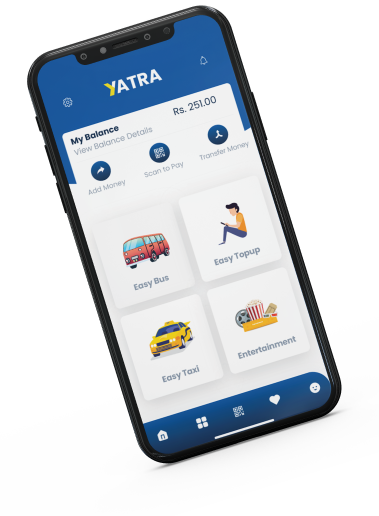 YATRA
My Balance
Rs. 251.00
View Balance Details
Add Money
Scan to Pay
Transfer Money
Easy Bus
Easy Topup
Easy Taxi
Entertainment